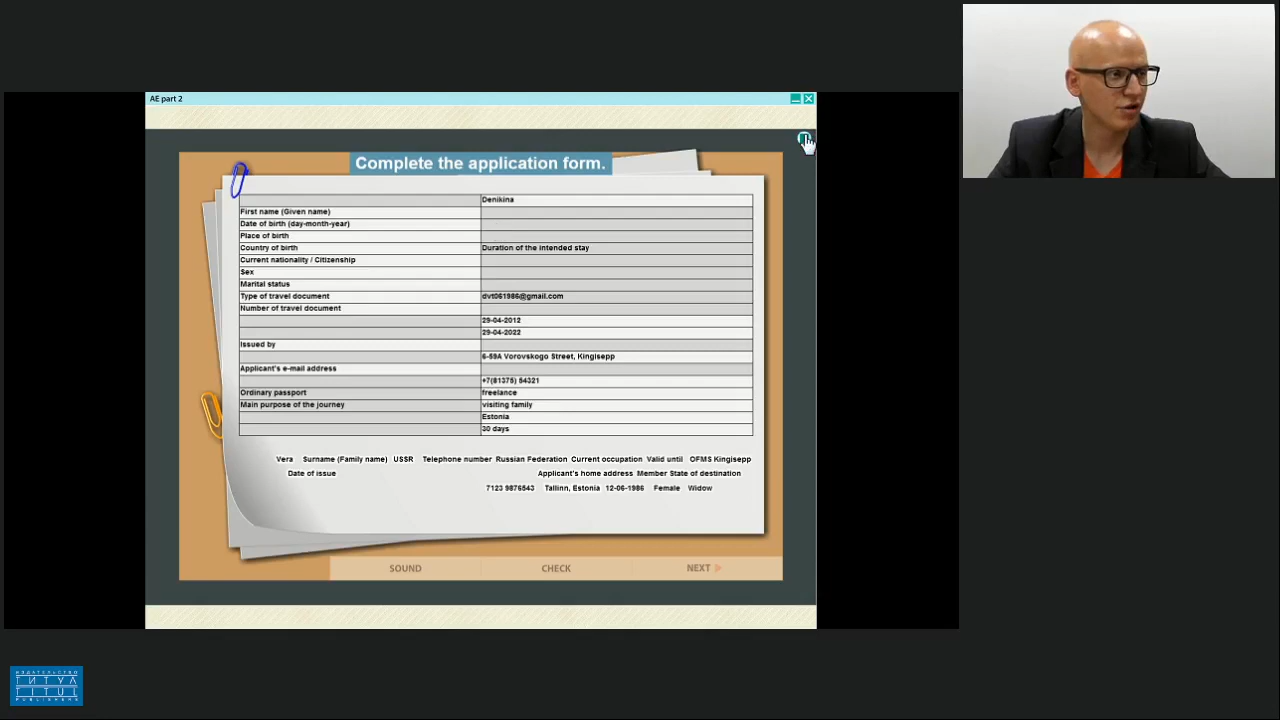 AE part 2
Complete the application form.
Denikina
First name (Given name)
Date of birth (day-month-year)
Place of birth
Country of birth Duration of the intended stay
Current nationality / Citizenship
Sex
Marital status
Type of travel document dvt061986@gmail.com
Number of travel document
29-04-2012
29-04-2022
Issued by
6-59A Vorovskogo Street, Kingisepp
Applicant's e-mail address
+7(81375) 54321
Ordinary passport freelance
Main purpose of the journey visiting family
Estonia
30 days
Vera Surname (Family name) USSR Telephone number Russian Federation Current occupation Valid until OFMS Kingisepp
Date of issue Applicant's home address Member State of destination
7123 9876543 Tallinn, Estonia 12-06-1986 Female Widow
SOUND CHECK NEXT
ИЗДАТЕЛЬСТВО
ТИТУЛ
TITUL
PUBLISHERS